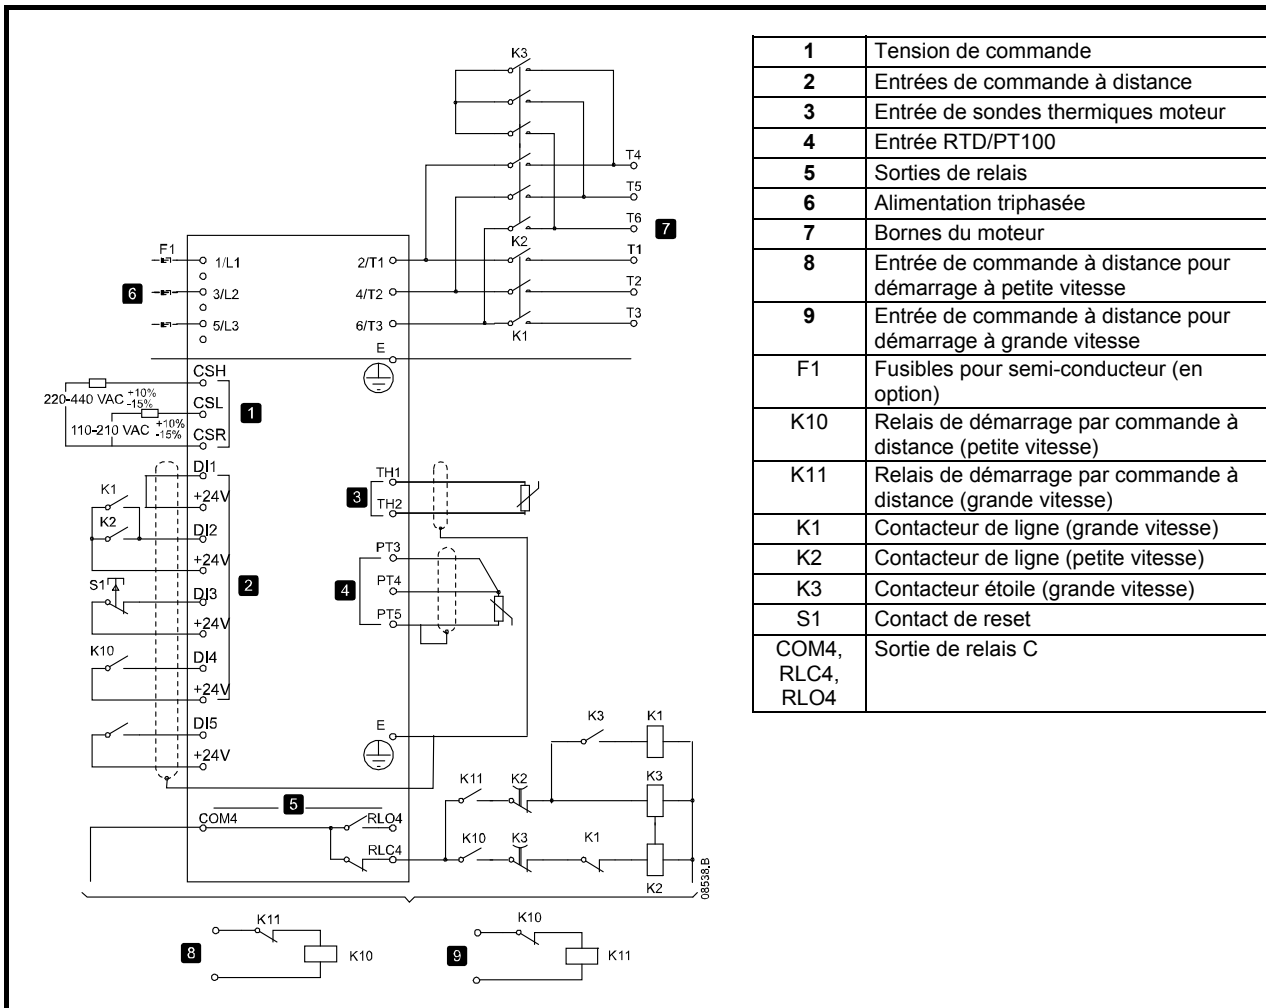 K3
T4
T5
T6
7
K2
T1
T2
T3
K1
F1
1/L1
2/T1
6
3/L2
4/T2
5/L3
6/T3
E
CSH
220-440 VAC +10% -15%
CSL
1
110-210 VAC +10% -15%
CSR
DI1
K1
+24V
K2
DI2
+24V
S1
2
DI3
+24V
K10
DI4
+24V
DI5
+24V
TH1
3
TH2
PT3
4
PT4
PT5
E
5
COM4
RLO4
RLC4
K3
K1
K11
K2
K3
K10
K3
K1
K2
08538.B
8
K11
K10
9
K10
K11
1 Tension de commande
2 Entrées de commande à distance
3 Entrée de sondes thermiques moteur
4 Entrée RTD/PT100
5 Sorties de relais
6 Alimentation triphasée
7 Bornes du moteur
8 Entrée de commande à distance pour
démarrage à petite vitesse
9 Entrée de commande à distance pour
démarrage à grande vitesse
F1 Fusibles pour semi-conducteur (en
option)
K10 Relais de démarrage par commande à
distance (petite vitesse)
K11 Relais de démarrage par commande à
distance (grande vitesse)
K1 Contacteur de ligne (grande vitesse)
K2 Contacteur de ligne (petite vitesse)
K3 Contacteur étoile (grande vitesse)
S1 Contact de reset
COM4, Sortie de relais C
RLC4,
RLO4